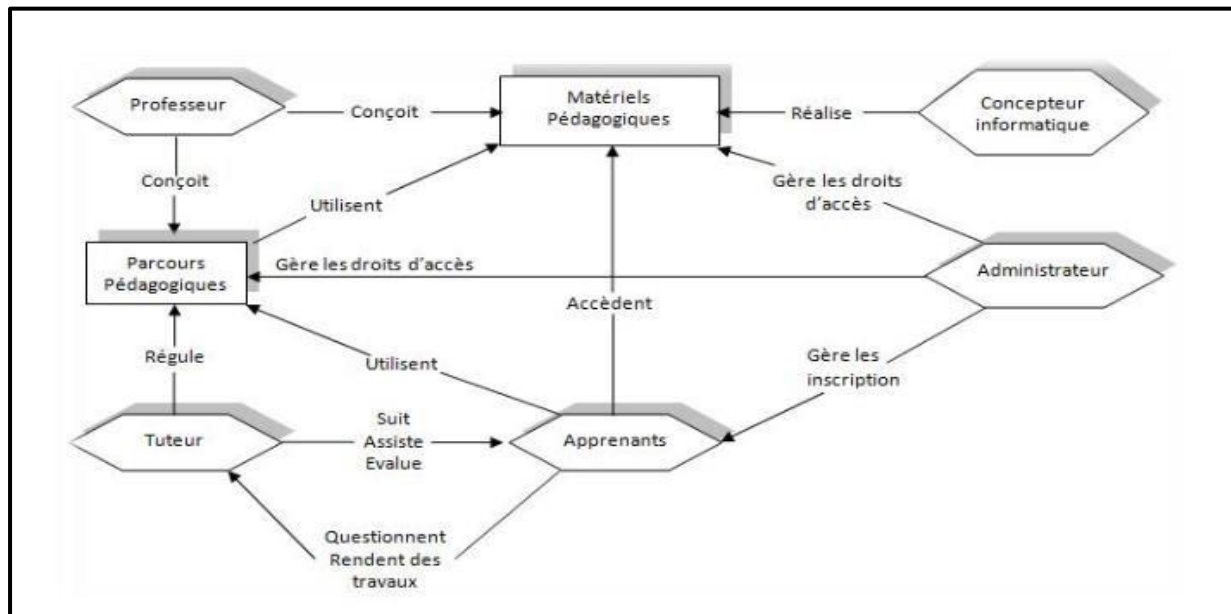 Professeur
Conçoit
Matériels
Pédagogiques
Réalise
Concepteur
informatique
Conçoit
Utilisent
Gère les droits
d'accès
Parcours
Pédagogiques
Gère les droits d'accès
Administrateur
Accèdent
Régule
Utilisent
Gère les
inscription
Tuteur
Suit
Assiste
Evalue
Apprenants
Questionnent
Rendent des
travaux